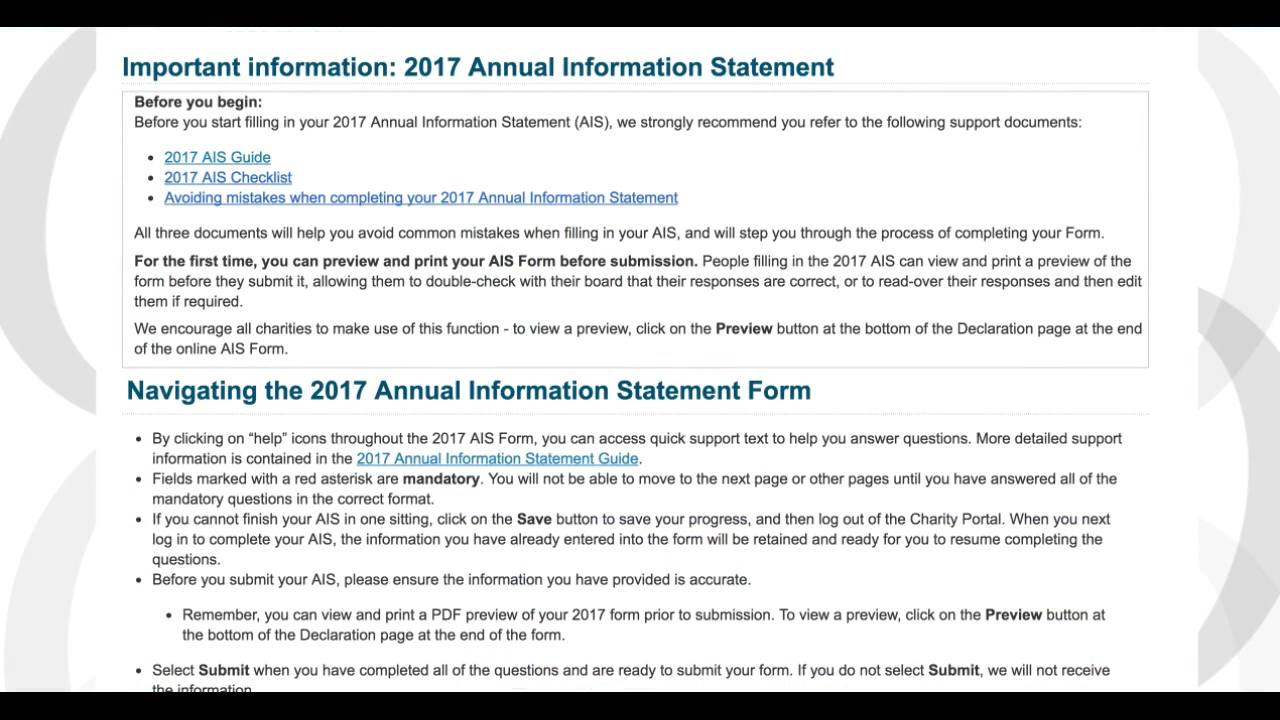 Important information: 2017 Annual Information Statement
Before you begin:
Before you start filling in your 2017 Annual Information Statement (AIS), we strongly recommend you refer to the following support documents:
• 2017 AIS Guide
• 2017 AIS Checklist
• Avoiding mistakes when completing your 2017 Annual Information Statement
All three documents will help you avoid common mistakes when filling in your AIS, and will step you through the process of completing your Form.
For the first time, you can preview and print your AIS Form before submission. People filling in the 2017 AIS can view and print a preview of the
form before they submit it, allowing them to double-check with their board that their responses are correct, or to read-over their responses and then edit
them if required.
We encourage all charities to make use of this function - to view a preview, click on the Preview button at the bottom of the Declaration page at the end
of the online AIS Form.
Navigating the 2017 Annual Information Statement Form
• By clicking on “help” icons throughout the 2017 AIS Form, you can access quick support text to help you answer questions. More detailed support
information is contained in the 2017 Annual Information Statement Guide.
• Fields marked with a red asterisk are mandatory. You will not be able to move to the next page or other pages until you have answered all of the
mandatory questions in the correct format.
• If you cannot finish your AIS in one sitting, click on the Save button to save your progress, and then log out of the Charity Portal. When you next
log in to complete your AIS, the information you have already entered into the form will be retained and ready for you to resume completing the
questions.
• Before you submit your AIS, please ensure the information you have provided is accurate.
• Remember, you can view and print a PDF preview of your 2017 form prior to submission. To view a preview, click on the Preview button at
the bottom of the Declaration page at the end of the form.
• Select Submit when you have completed all of the questions and are ready to submit your form. If you do not select Submit, we will not receive
the information